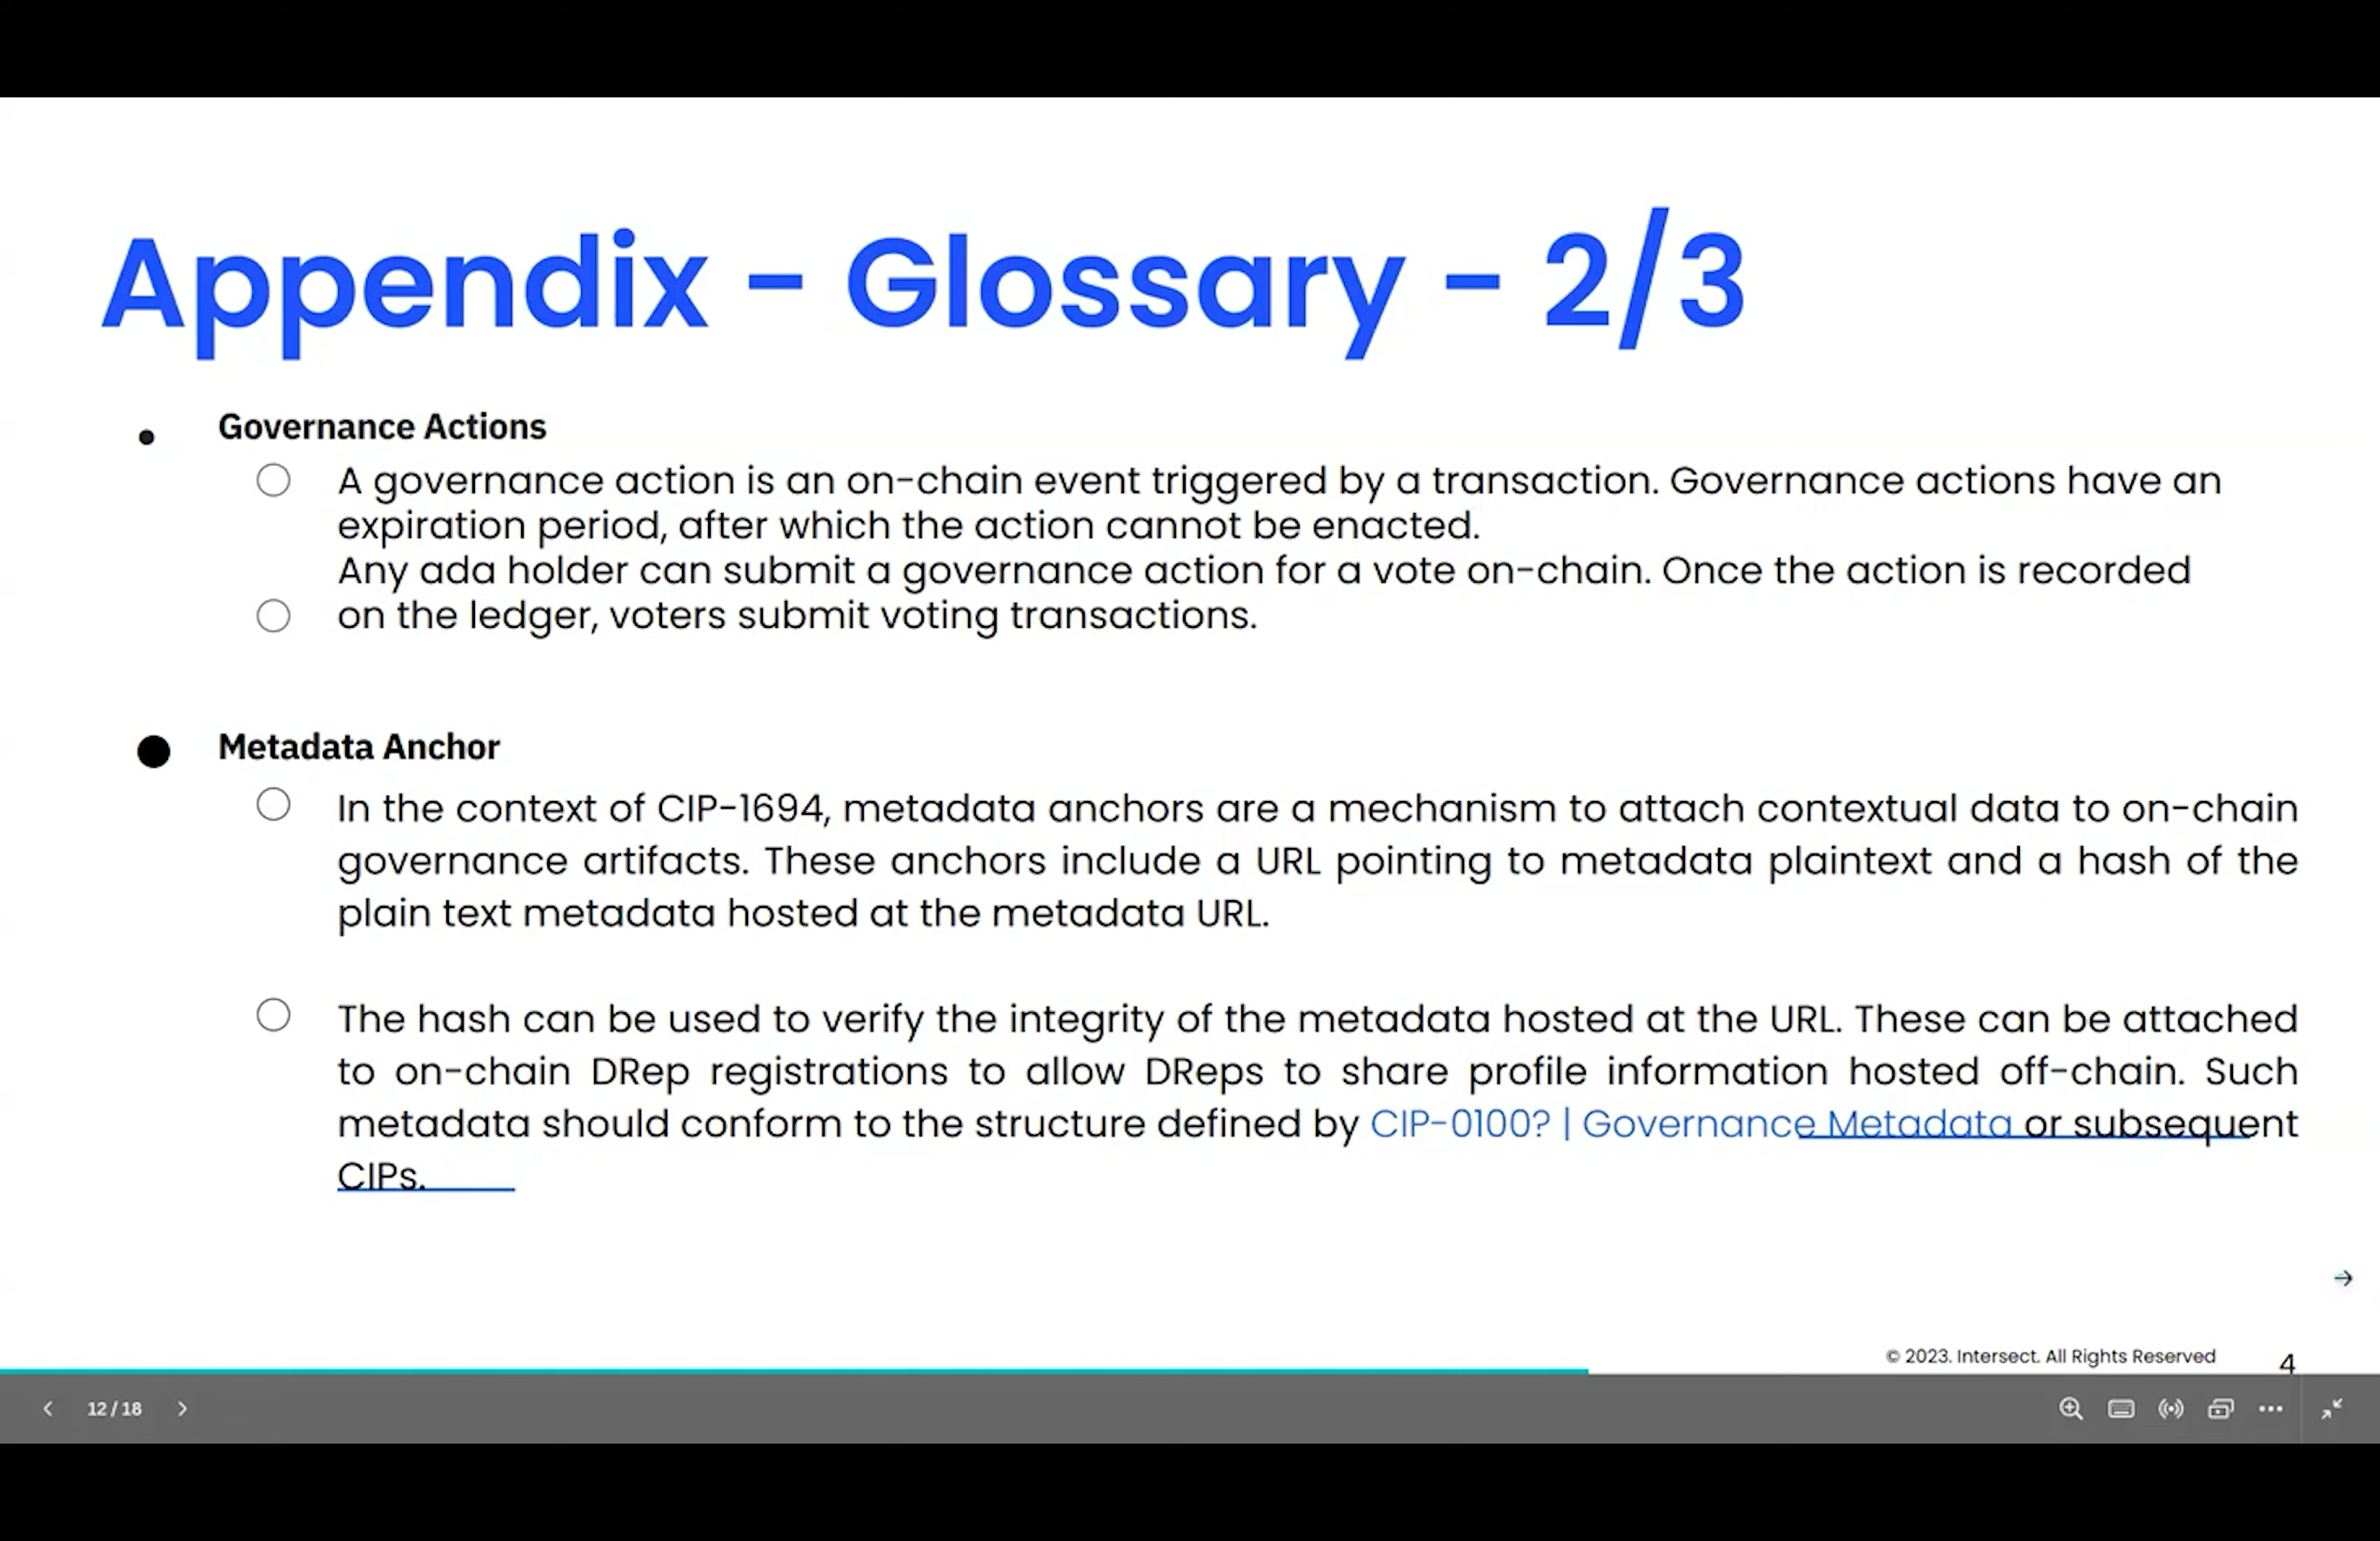 Appendix - Glossary - 2/3
Governance Actions
A governance action is an on-chain event triggered by a transaction. Governance actions have an
expiration period, after which the action cannot be enacted.
Any ada holder can submit a governance action for a vote on-chain. Once the action is recorded
on the ledger, voters submit voting transactions.
Metadata Anchor
In the context of CIP-1694, metadata anchors are a mechanism to attach contextual data to on-chain
governance artifacts. These anchors include a URL pointing to metadata plaintext and a hash of the
plain text metadata hosted at the metadata URL.
The hash can be used to verify the integrity of the metadata hosted at the URL. These can be attached
to on-chain DRep registrations to allow DReps to share profile information hosted off-chain. Such
metadata should conform to the structure defined by CIP-0100? | Governance Metadata or subsequent
CIPs.
© 2023. Intersect. All Rights Reserved
4
12 / 18